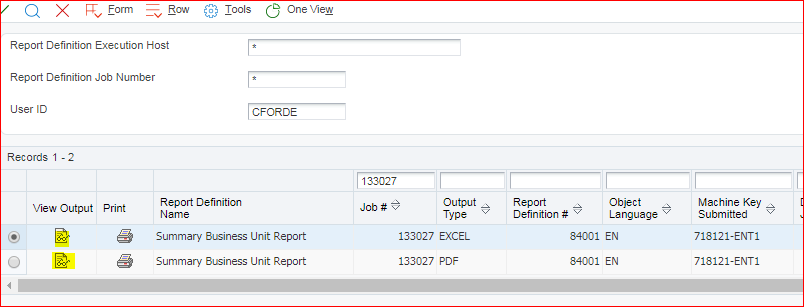 Form Row Tools One View
Report Definition Execution Host *
Report Definition Job Number *
User ID CFORDE
Records 1 - 2
133027
View Output Print Report Definition Name Job # Output Type Report Definition # Object Language Machine Key Submitted
Summary Business Unit Report 133027 EXCEL 84001 EN 718121-ENT1
Summary Business Unit Report 133027 PDF 84001 EN 718121-ENT1